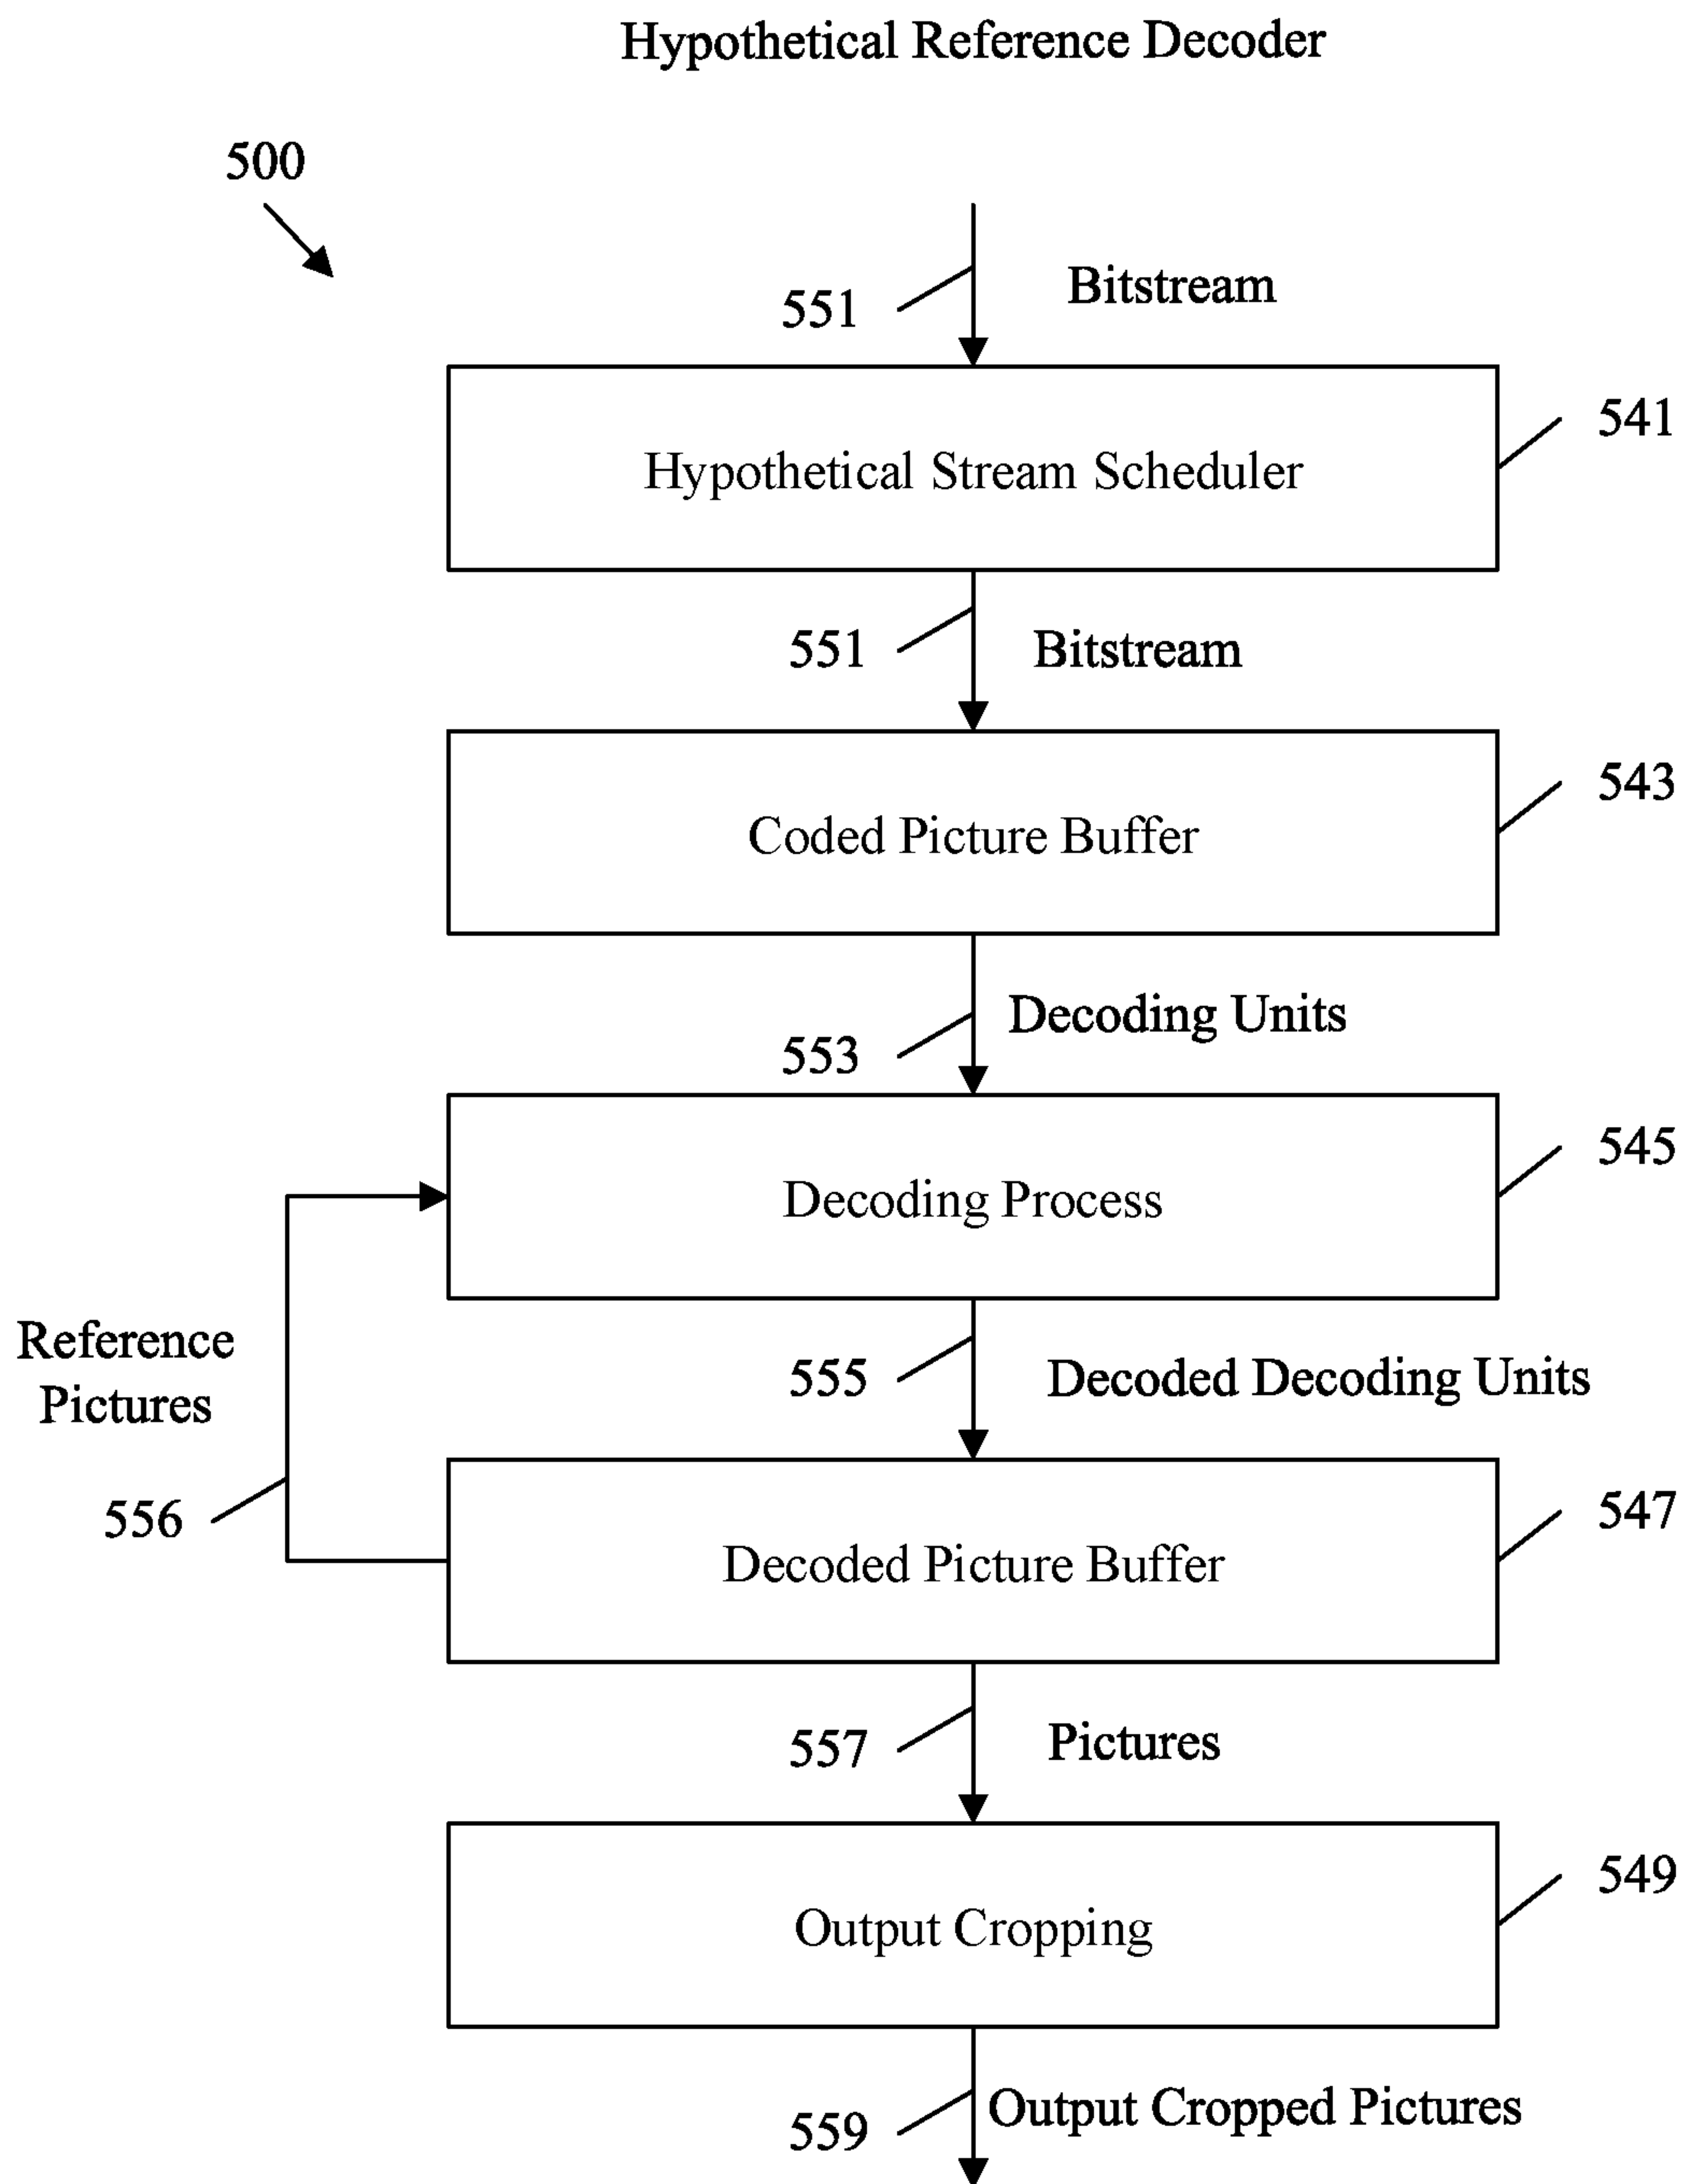 Hypothetical Reference Decoder
500
551
Bitstream
541
Hypothetical Stream Scheduler
551
Bitstream
543
Coded Picture Buffer
553
Decoding Units
545
Decoding Process
Reference
Pictures
555
Decoded Decoding Units
556
547
Decoded Picture Buffer
557
Pictures
549
Output Cropping
559
Output Cropped Pictures